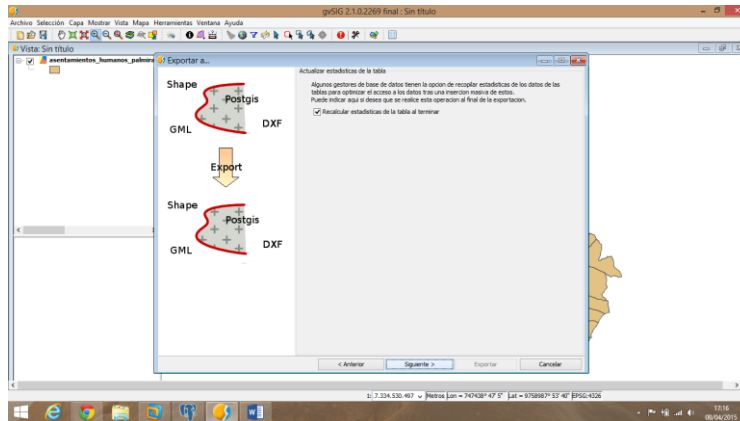 gvSIG 2.1.0.2269 final : Sin título
Archivo Selección Capa Mostrar Vista Mapa Herramientas Ventana Ayuda
Vista: Sin título
asentamientos_humanos_palmira
Exportar a...
Shape
Postgis
GML
DXF
Export
Shape
Postgis
GML
DXF
Actualizar estadisticas de la tabla
Algunos gestores de base de datos tienen la opcion de recopilar estadisticas de los datos de las
tablas para optimizar el acceso a los datos tras una insercion masiva de estos.
Puede indicar aqui si desea que se realice esta operacion al final de la exportacion.
Recalcular estadisticas de la tabla al terminar
< Anterior
Siguiente >
Exportar
Cancelar
1: 7.334.530.497
Metros
Lon = 747438° 47' 5"
Lat = 9758987° 53' 40"
EPSG:4326
17:16
08/04/2015